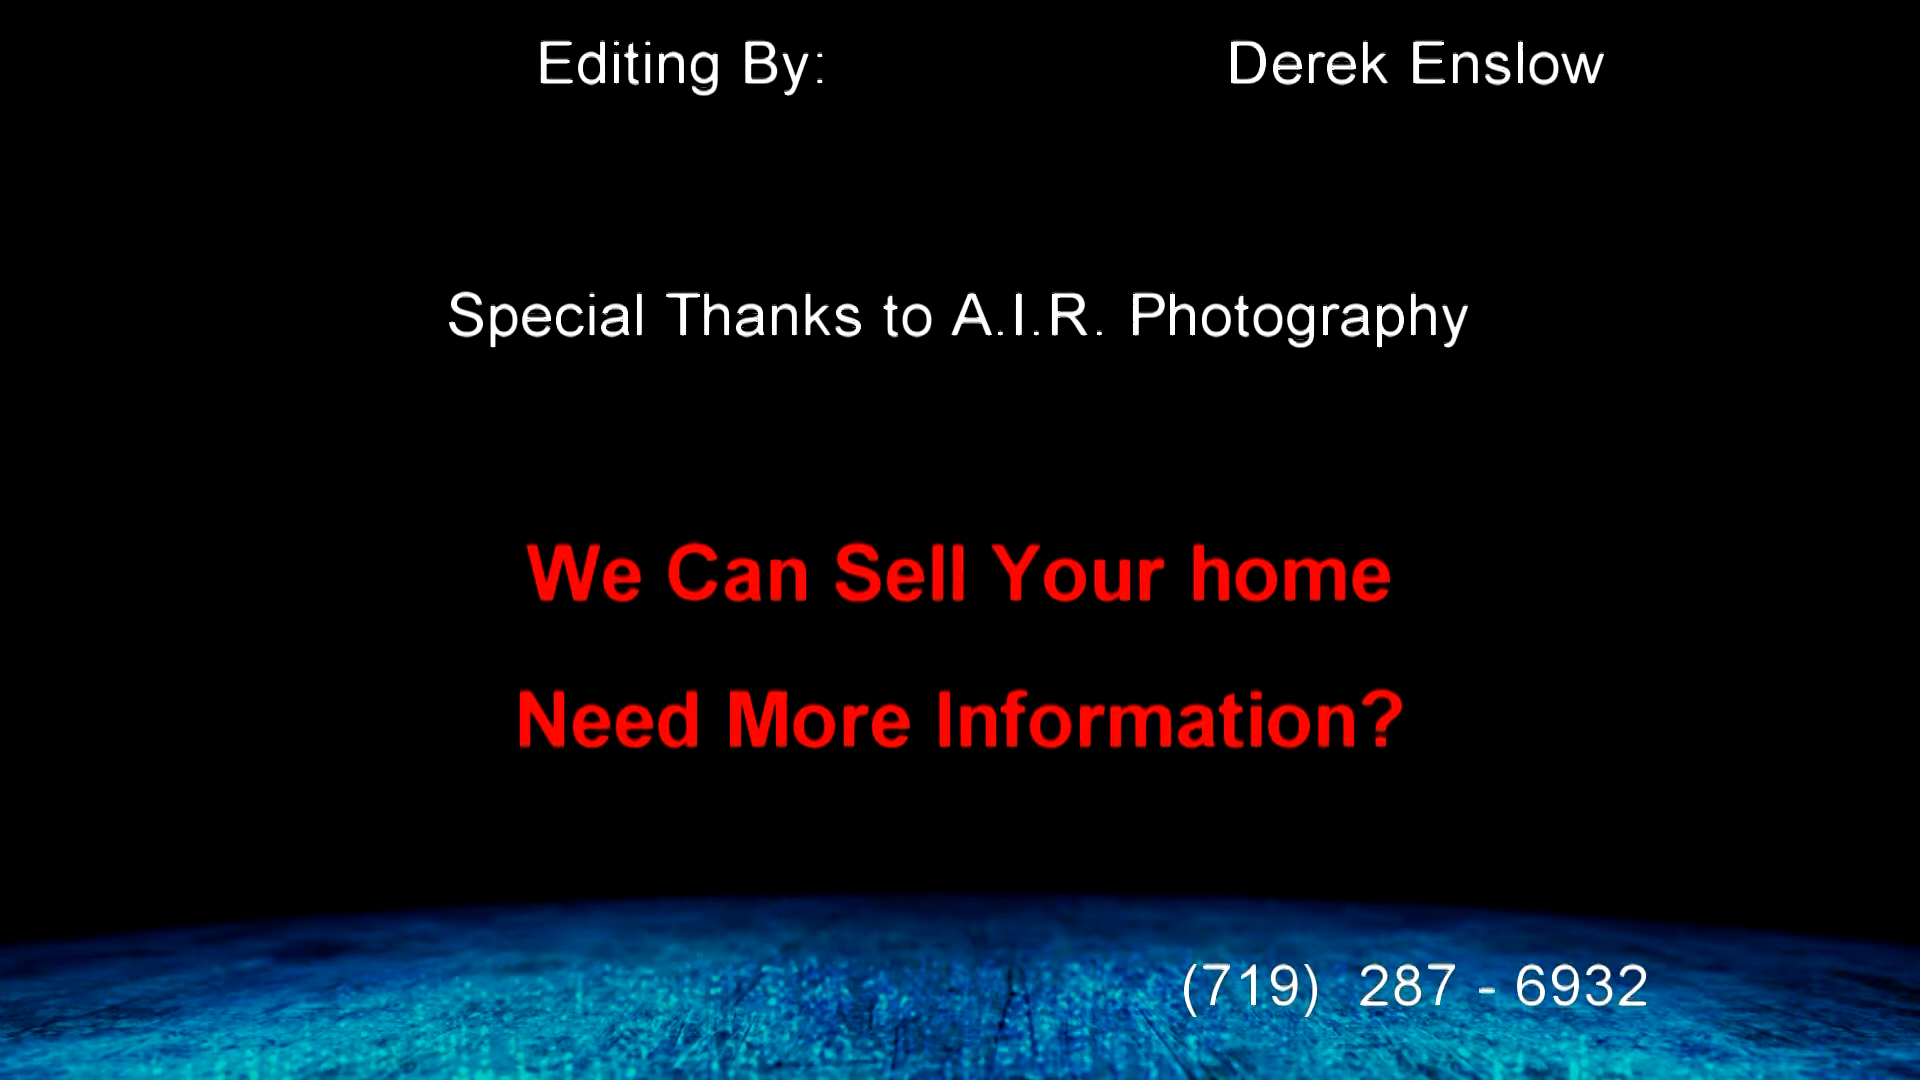 Editing By: Derek Enslow
Special Thanks to A.I.R. Photography
We Can Sell Your home
Need More Information?
(719) 287 - 6932